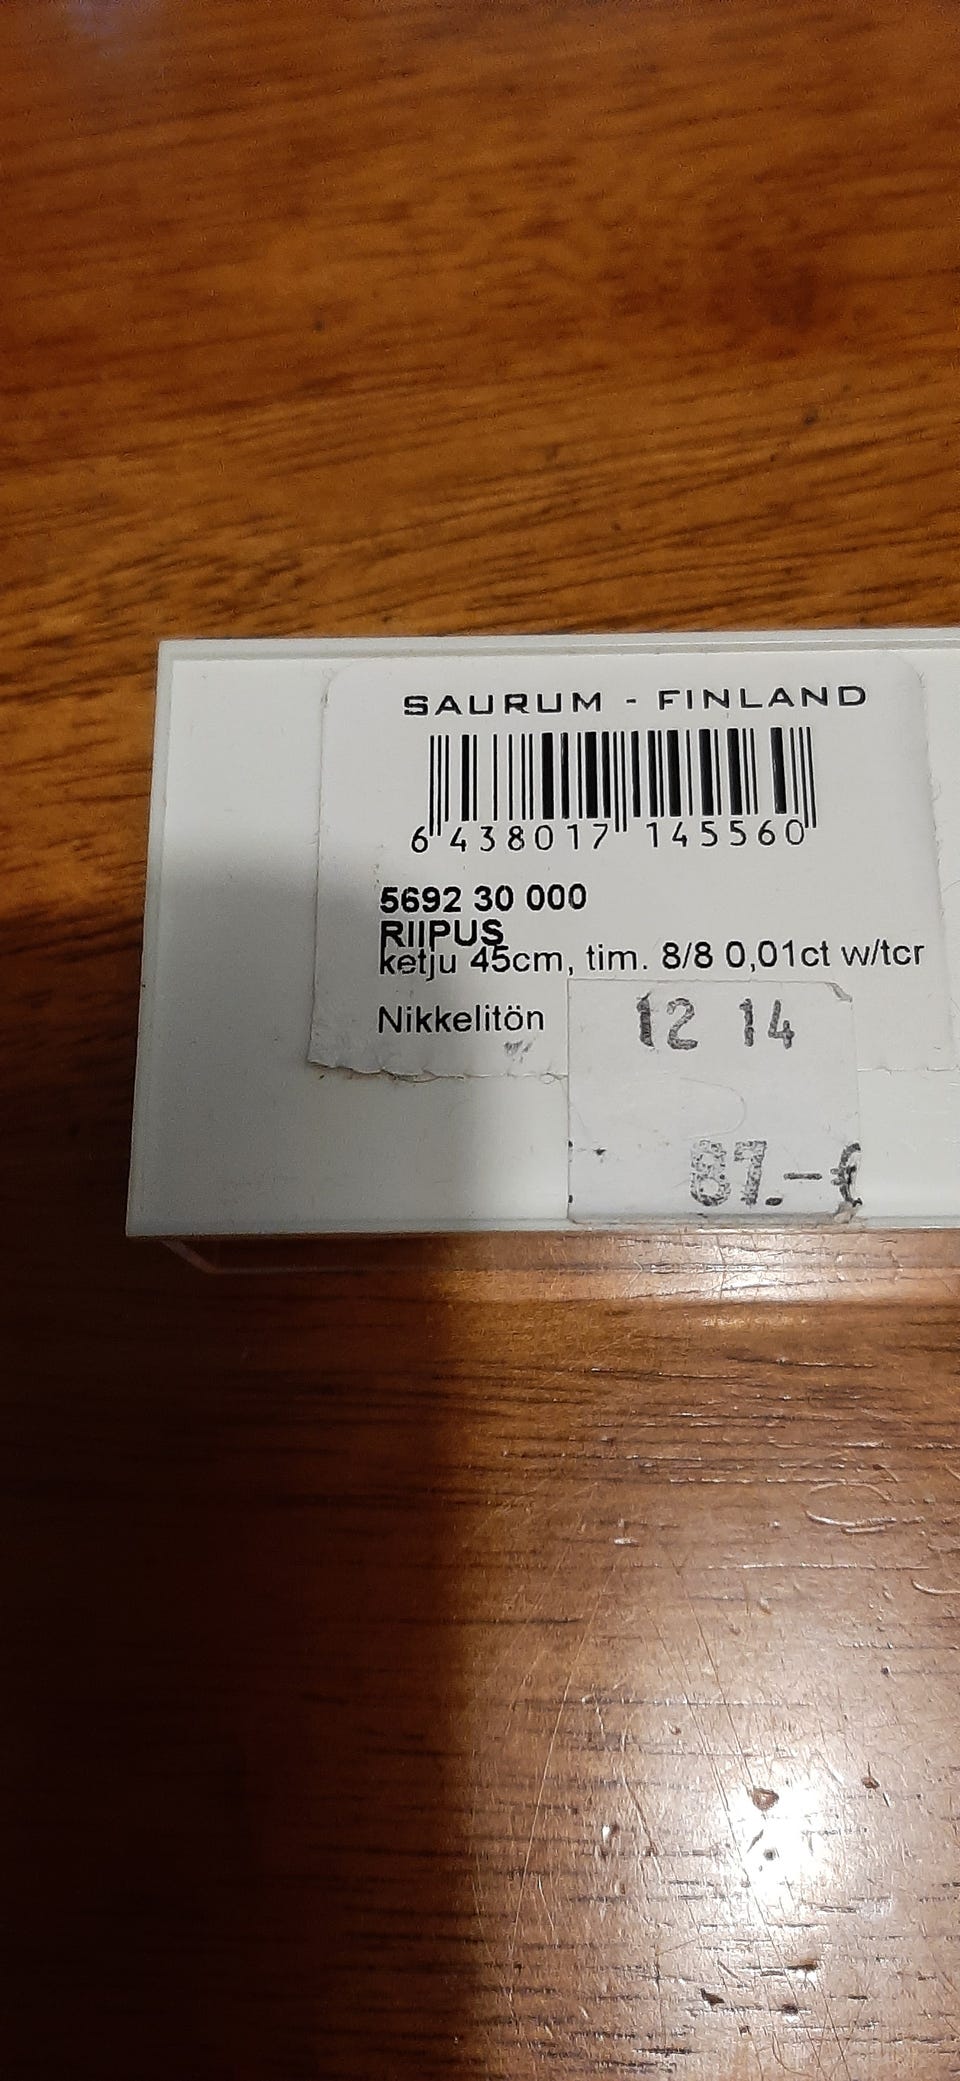 SAURUM - FINLAND
6 438017 145560
5692 30 000
RIIPUS
ketju 45cm, tim. 8/8 0,01ct w/tcr
Nikkelitön
12 14
87.-€